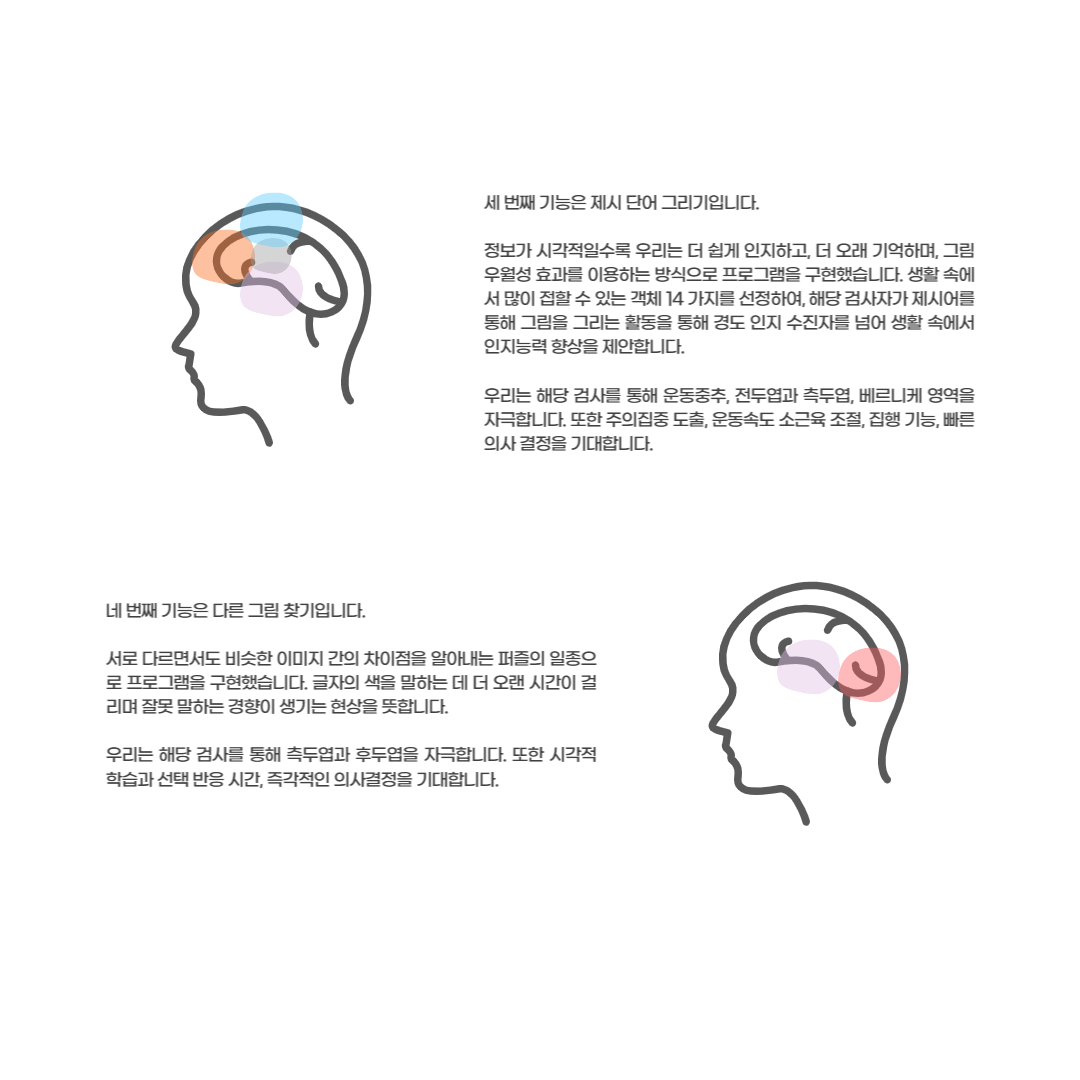 세 번째 기능은 제시 단어 그리기입니다.
정보가 시각적일수록 우리는 더 쉽게 인지하고, 더 오래 기억하며, 그림
우월성 효과를 이용하는 방식으로 프로그램을 구현했습니다. 생활 속에
서 많이 접할 수 있는 객체 14 가지를 선정하여, 해당 검사자가 제시어를
통해 그림을 그리는 활동을 통해 경도 인지 수진자를 넘어 생활 속에서
인지능력 향상을 제안합니다.
우리는 해당 검사를 통해 운동중추, 전두엽과 측두엽, 베르니케 영역을
자극합니다. 또한 주의집중 도출, 운동속도 소근육 조절, 집행 기능, 빠른
의사 결정을 기대합니다.
네 번째 기능은 다른 그림 찾기입니다.
서로 다르면서도 비슷한 이미지 간의 차이점을 알아내는 퍼즐의 일종으
로 프로그램을 구현했습니다. 글자의 색을 말하는 데 더 오랜 시간이 걸
리며 잘못 말하는 경향이 생기는 현상을 뜻합니다.
우리는 해당 검사를 통해 측두엽과 후두엽을 자극합니다. 또한 시각적
학습과 선택 반응 시간, 즉각적인 의사결정을 기대합니다.